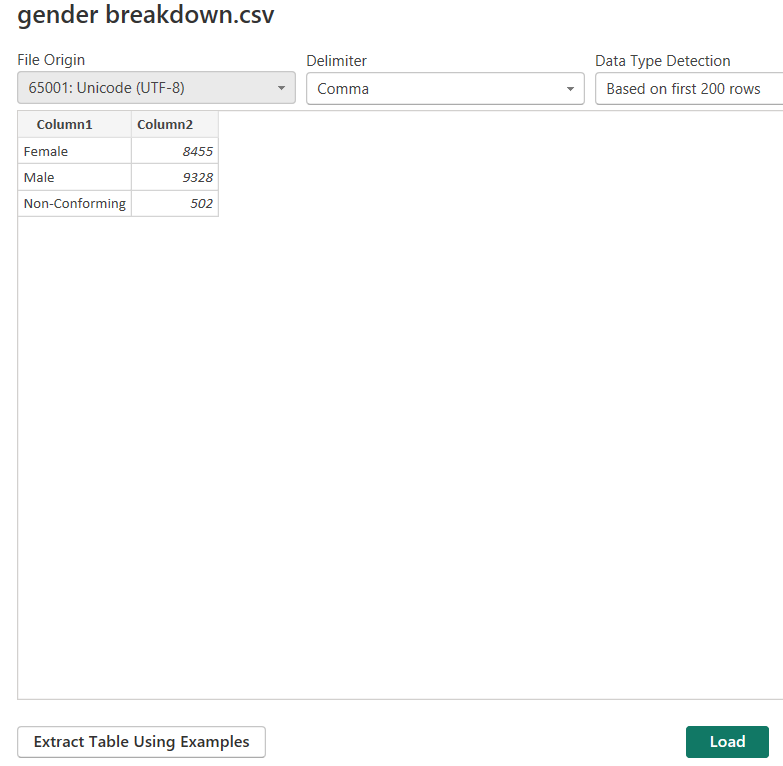 gender breakdown.csv
File Origin Delimiter Data Type Detection
65001: Unicode (UTF-8) Comma Based on first 200 rows
Column1 Column2
Female 8455
Male 9328
Non-Conforming 502
Extract Table Using Examples Load